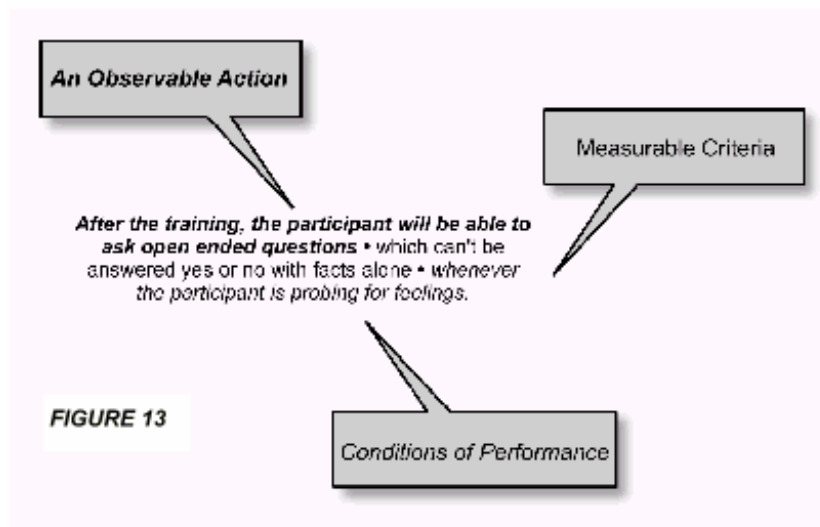 An Observable Action
Measurable Criteria
After the training, the participant will be able to
ask open ended questions • which can't be
answered yes or no with facts alone • whenever
the participant is probing for feelings.
FIGURE 13
Conditions of Performance